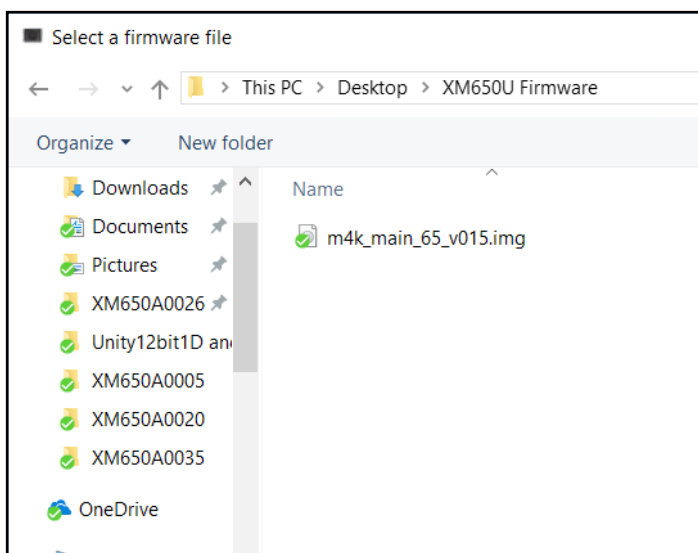 Select a firmware file
This PC > Desktop > XM650U Firmware
Organize
New folder
Name
Downloads
Documents
Pictures
XM650A0026
Unity12bit1D
XM650A0005
XM650A0020
XM650A0035
OneDrive
m4k_main_65_v015.img